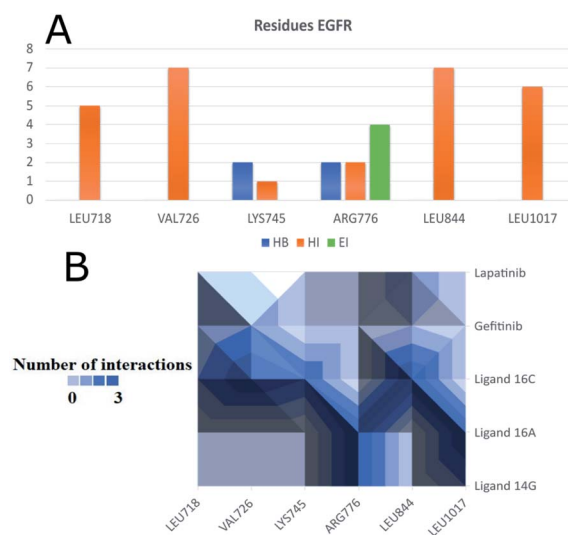 A
Residues EGFR
8
7
6
5
4
3
2
1
0
LEU718 VAL726 LYS745 ARG776 LEU844 LEU1017
HB HI EI
B
Number of interactions
0 3
Lapatinib
Gefitinib
Ligand 16C
Ligand 16A
Ligand 14G
LEU718 VAL726 LYS745 ARG776 LEU844 LEU1017